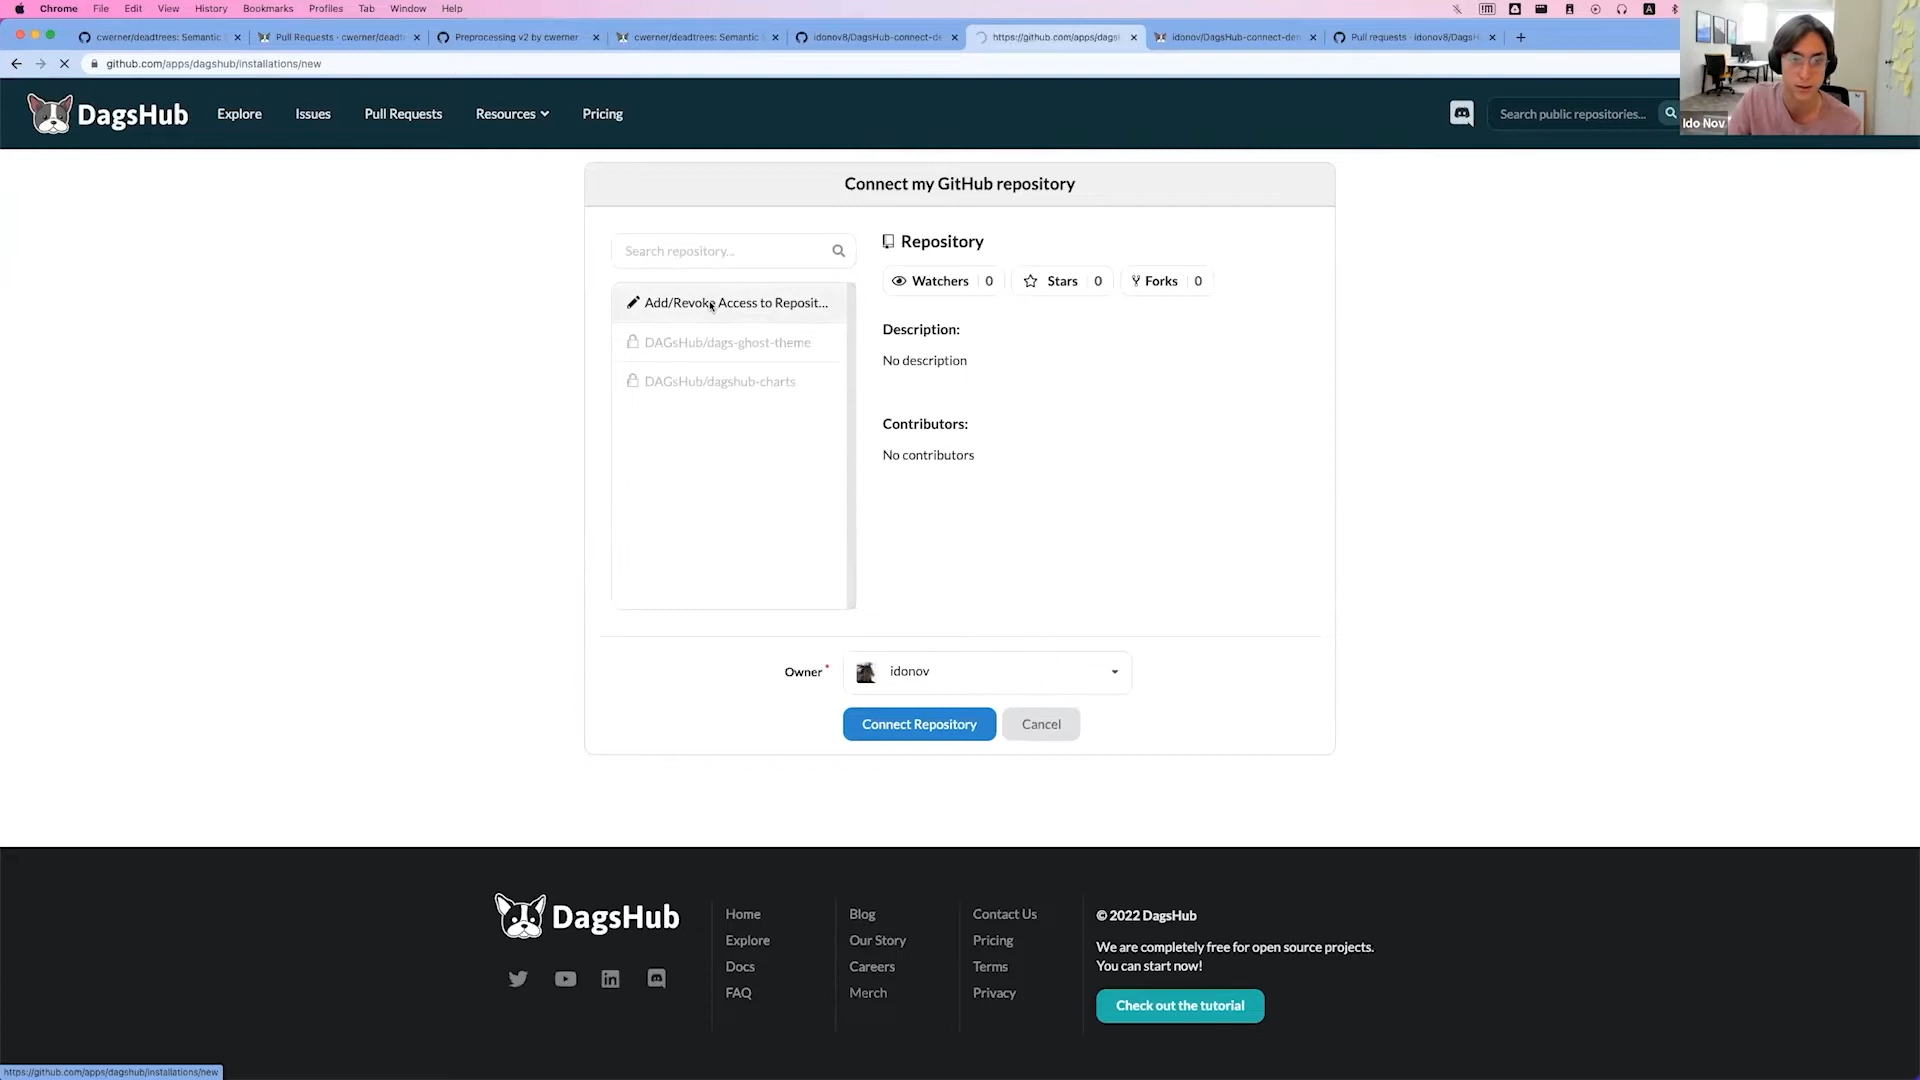 Chrome File Edit View History Bookmarks Profiles Tab Window Help
cwerner/deadtrees: Semantic
Pull Requests · cwerner/deadtr
Preprocessing v2 by cwerner
cwerner/deadtrees: Semantic
idonov8/DagsHub-connect-de
https://github.com/apps/dags
idonov/DagsHub-connect-den
Pull requests · idonov8/DagsH
github.com/apps/dagshub/installations/new
DagsHub
Explore
Issues
Pull Requests
Resources
Pricing
Search public repositories...
Ido Nov
Connect my GitHub repository
Search repository...
Add/Revoke Access to Reposit...
DAGsHub/dags-ghost-theme
DAGsHub/dagshub-charts
Repository
Watchers 0
Stars 0
Forks 0
Description:
No description
Contributors:
No contributors
Owner *
idonov
Connect Repository
Cancel
DagsHub
Home
Explore
Docs
FAQ
Blog
Our Story
Careers
Merch
Contact Us
Pricing
Terms
Privacy
© 2022 DagsHub
We are completely free for open source projects.
You can start now!
Check out the tutorial
https://github.com/apps/dagshub/installations/new